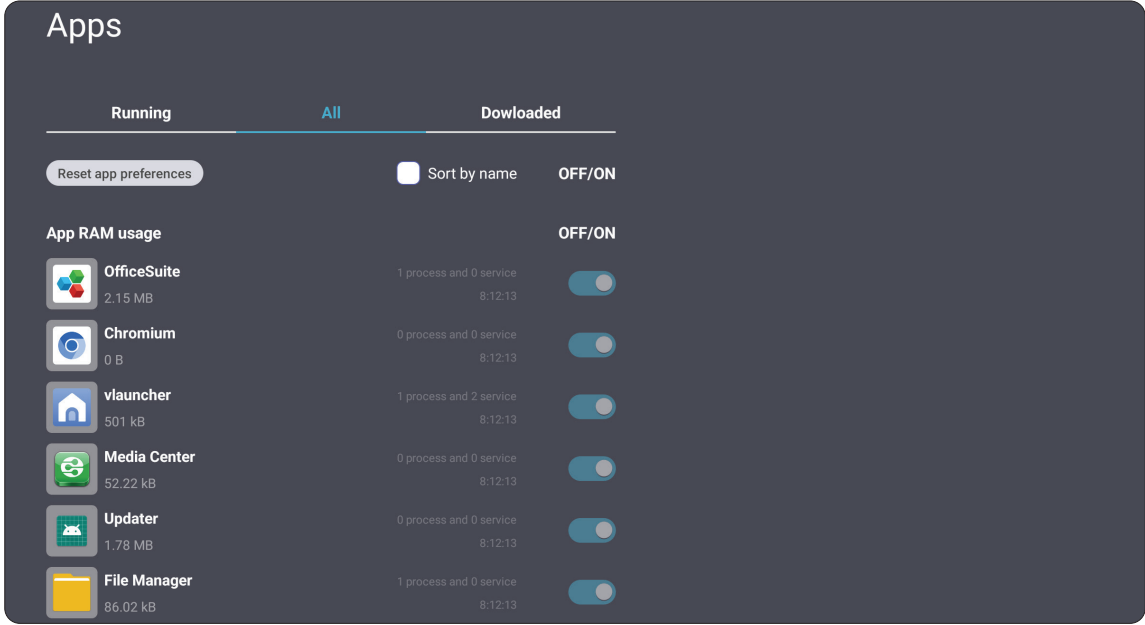 Apps
Running All Dowloaded
Reset app preferences Sort by name OFF/ON
App RAM usage OFF/ON
OfficeSuite 1 process and 0 service
2.15 MB 8:12:13
Chromium 0 process and 0 service
0 B 8:12:13
vlauncher 1 process and 2 service
501 kB 8:12:13
Media Center 0 process and 0 service
52.22 kB 8:12:13
Updater 0 process and 0 service
1.78 MB 8:12:13
File Manager 1 process and 0 service
86.02 kB 8:12:13